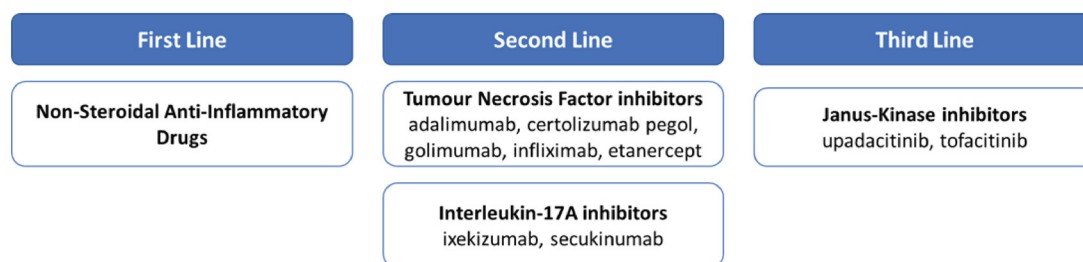 First Line
Second Line
Third Line
Non-Steroidal Anti-Inflammatory
Drugs
Tumour Necrosis Factor inhibitors
adalimumab, certolizumab pegol,
golimumab, infliximab, etanercept
Interleukin-17A inhibitors
ixekizumab, secukinumab
Janus-Kinase inhibitors
upadacitinib, tofacitinib